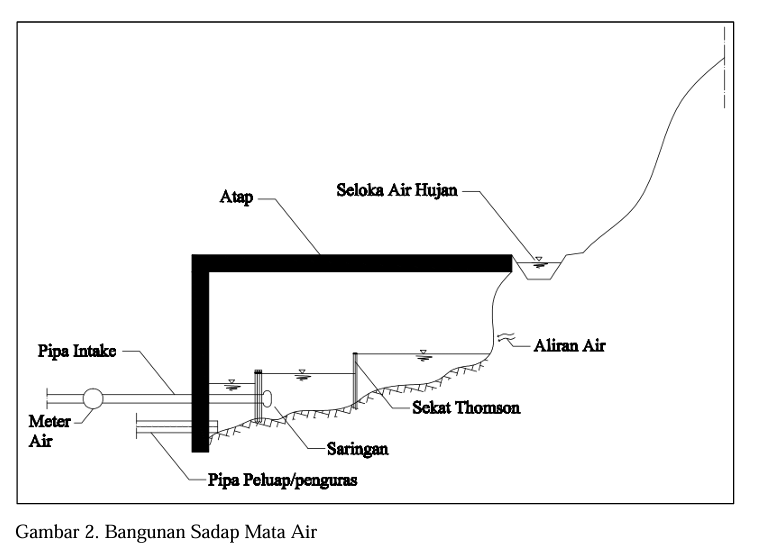 Seloka Air Hujan
Atap
Aliran Air
Pipa Intake
Sekat Thomson
Meter
Air
Saringan
Pipa Peluap/penguras
Gambar 2. Bangunan Sadap Mata Air